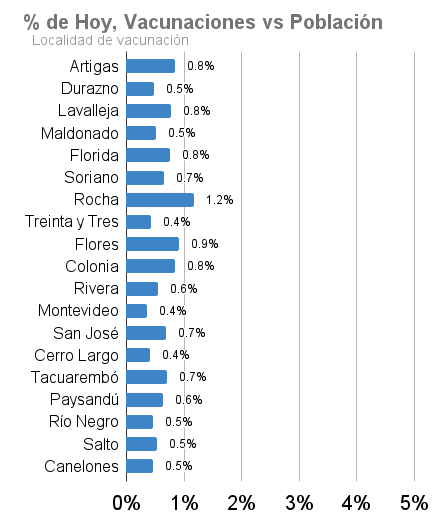 % de Hoy, Vacunaciones vs Población
Localidad de vacunación
Artigas 0.8%
Durazno 0.5%
Lavalleja 0.8%
Maldonado 0.5%
Florida 0.8%
Soriano 0.7%
Rocha 1.2%
Treinta y Tres 0.4%
Flores 0.9%
Colonia 0.8%
Rivera 0.6%
Montevideo 0.4%
San José 0.7%
Cerro Largo 0.4%
Tacuarembó 0.7%
Paysandú 0.6%
Río Negro 0.5%
Salto 0.5%
Canelones 0.5%
0% 1% 2% 3% 4% 5%